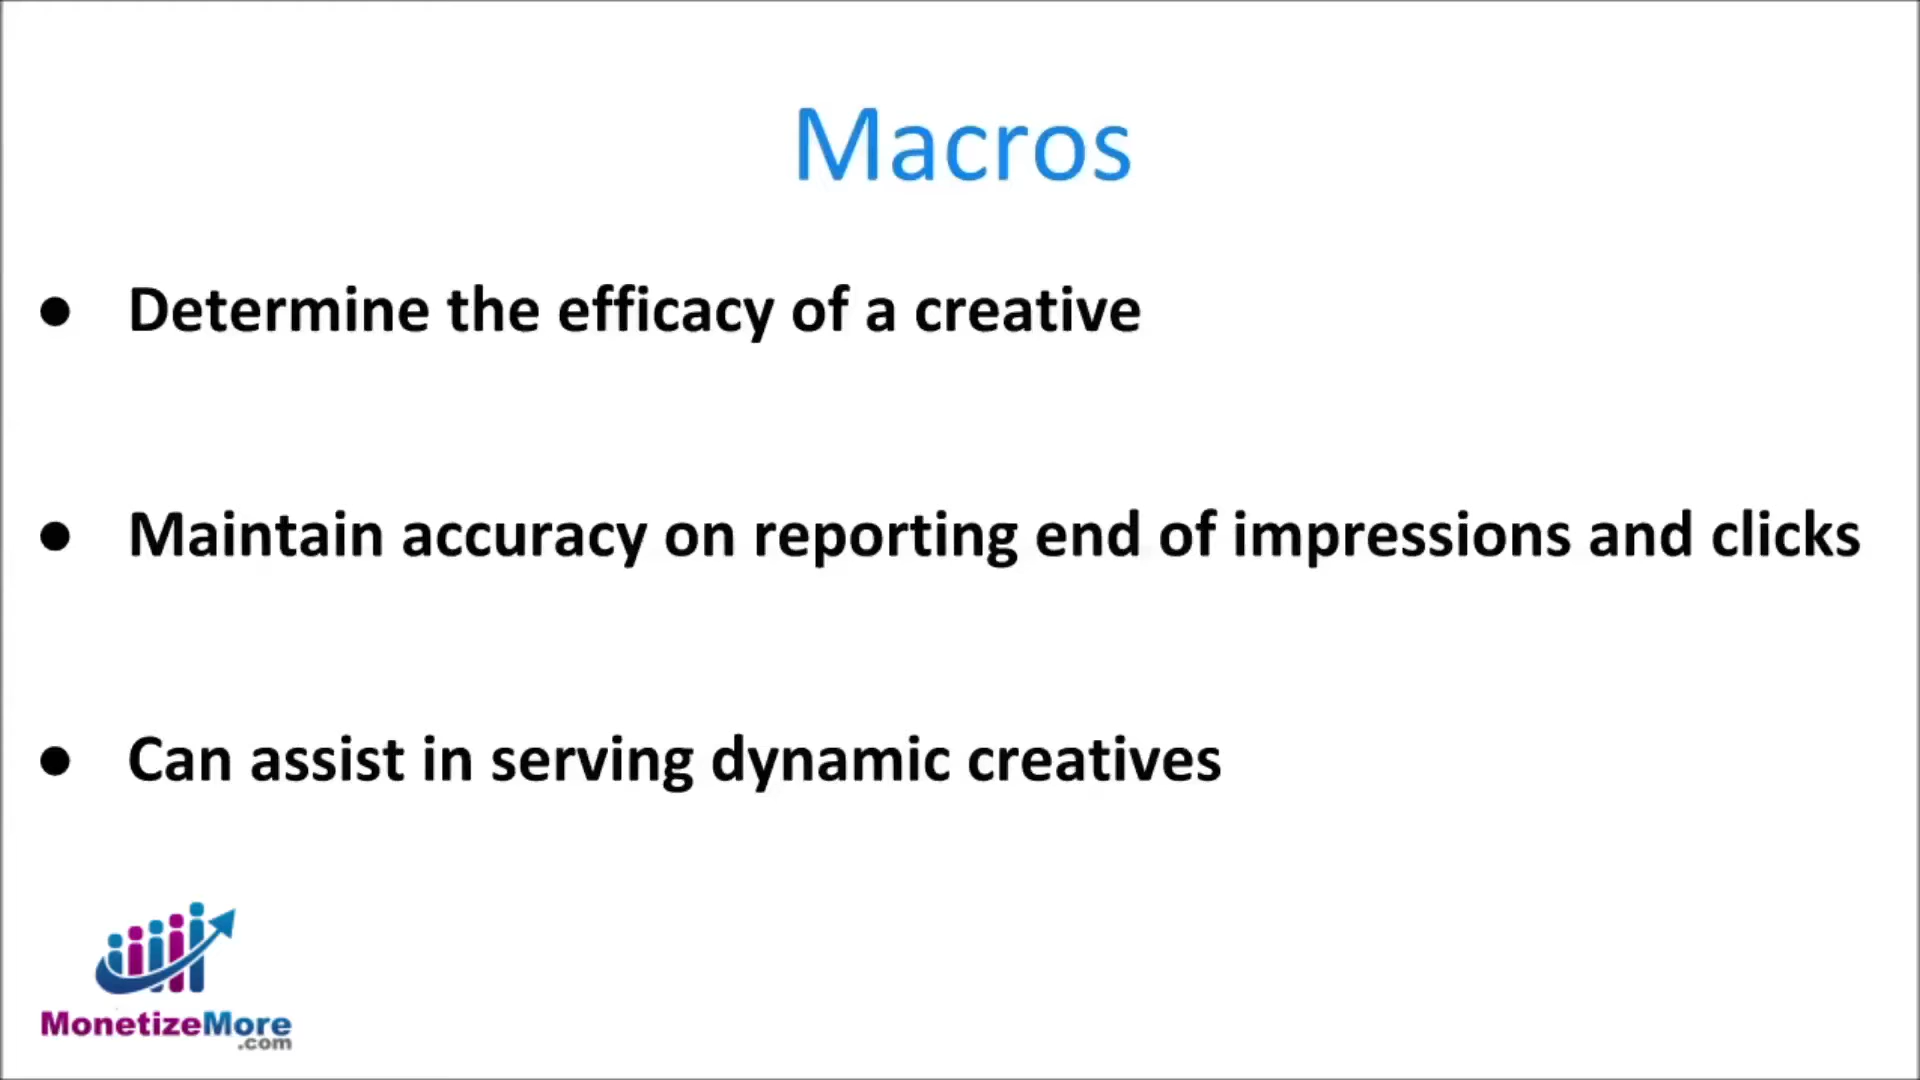 Macros
● Determine the efficacy of a creative
● Maintain accuracy on reporting end of impressions and clicks
● Can assist in serving dynamic creatives
MonetizeMore
.com